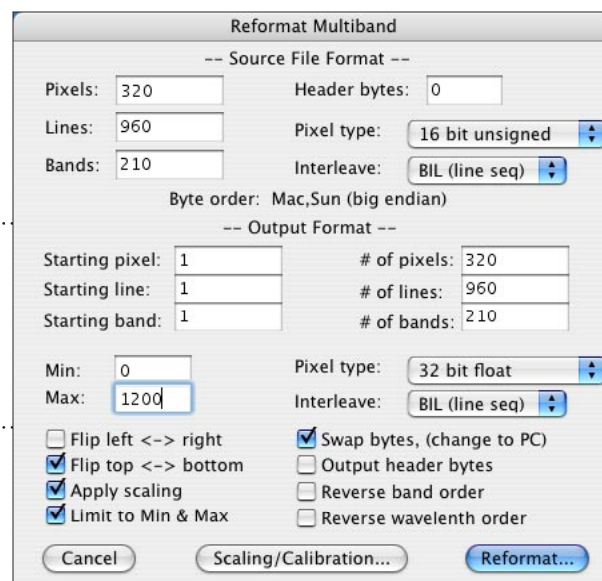 Reformat Multiband
-- Source File Format --
Pixels: 320 Header bytes: 0
Lines: 960 Pixel type: 16 bit unsigned
Bands: 210 Interleave: BIL (line seq)
Byte order: Mac,Sun (big endian)
-- Output Format --
Starting pixel: 1 # of pixels: 320
Starting line: 1 # of lines: 960
Starting band: 1 # of bands: 210
Min: 0 Pixel type: 32 bit float
Max: 1200 Interleave: BIL (line seq)
Flip left <-> right Swap bytes, (change to PC)
Flip top <-> bottom Output header bytes
Apply scaling Reverse band order
Limit to Min & Max Reverse wavelenth order
Cancel Scaling/Calibration... Reformat...